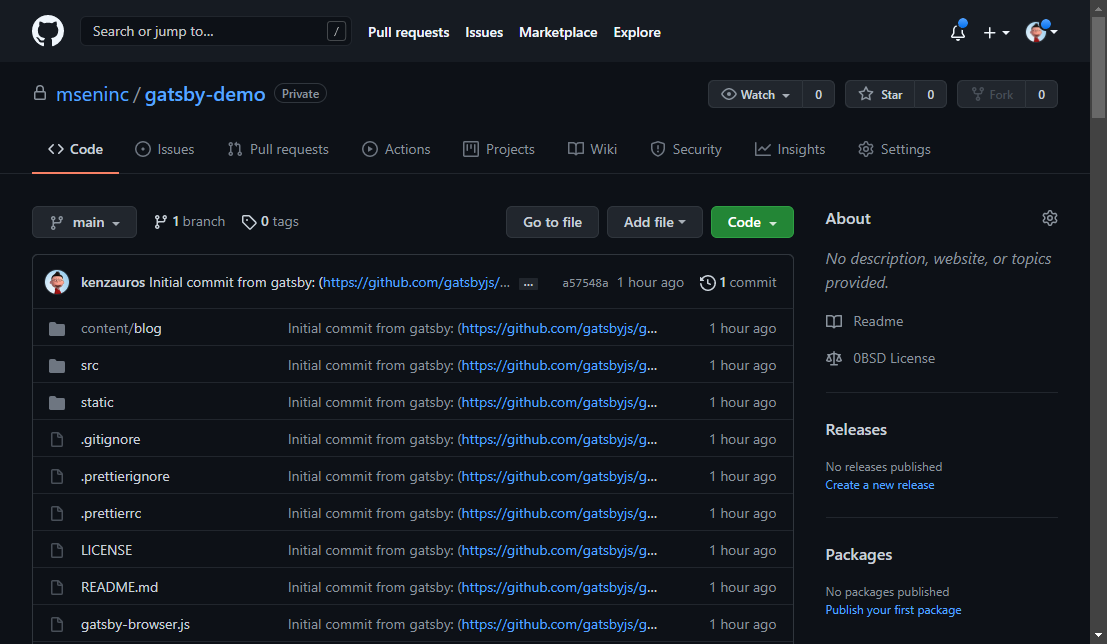 Search or jump to... /
Pull requests Issues Marketplace Explore
mseninc / gatsby-demo Private
Watch 0 Star 0 Fork 0
Code Issues Pull requests Actions Projects Wiki Security Insights Settings
main 1 branch 0 tags Go to file Add file Code
kenzauros Initial commit from gatsby: (https://github.com/gatsbyjs/... ... a57548a 1 hour ago 1 commit
content/blog Initial commit from gatsby: (https://github.com/gatsbyjs/g... 1 hour ago
src Initial commit from gatsby: (https://github.com/gatsbyjs/g... 1 hour ago
static Initial commit from gatsby: (https://github.com/gatsbyjs/g... 1 hour ago
.gitignore Initial commit from gatsby: (https://github.com/gatsbyjs/g... 1 hour ago
.prettierignore Initial commit from gatsby: (https://github.com/gatsbyjs/g... 1 hour ago
.prettierrc Initial commit from gatsby: (https://github.com/gatsbyjs/g... 1 hour ago
LICENSE Initial commit from gatsby: (https://github.com/gatsbyjs/g... 1 hour ago
README.md Initial commit from gatsby: (https://github.com/gatsbyjs/g... 1 hour ago
gatsby-browser.js Initial commit from gatsby: (https://github.com/gatsbyjs/g... 1 hour ago
About
No description, website, or topics
provided.
Readme
0BSD License
Releases
No releases published
Create a new release
Packages
No packages published
Publish your first package